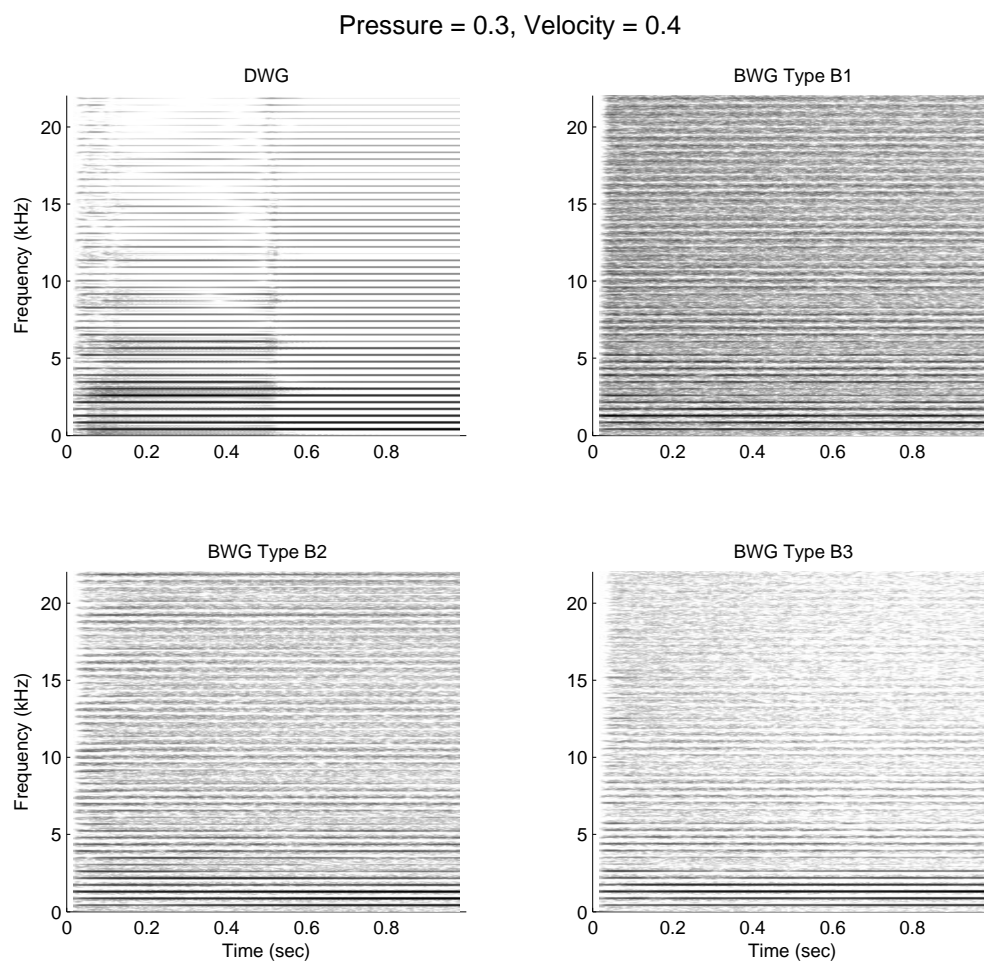 Pressure = 0.3, Velocity = 0.4
DWG
BWG Type B1
Frequency (kHz)
20
15
10
5
0
0 0.2 0.4 0.6 0.8
20
15
10
5
0
0 0.2 0.4 0.6 0.8
BWG Type B2
BWG Type B3
Frequency (kHz)
20
15
10
5
0
0 0.2 0.4 0.6 0.8
Time (sec)
20
15
10
5
0
0 0.2 0.4 0.6 0.8
Time (sec)